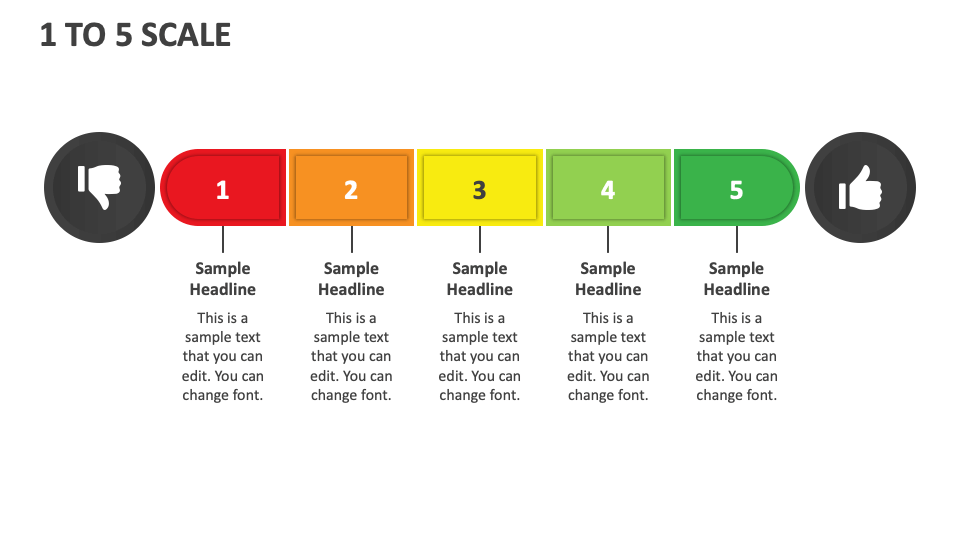 1 TO 5 SCALE
1 2 3 4 5
Sample Headline
Sample Headline
Sample Headline
Sample Headline
Sample Headline
This is a
sample text
that you can
edit. You can
change font.
This is a
sample text
that you can
edit. You can
change font.
This is a
sample text
that you can
edit. You can
change font.
This is a
sample text
that you can
edit. You can
change font.
This is a
sample text
that you can
edit. You can
change font.